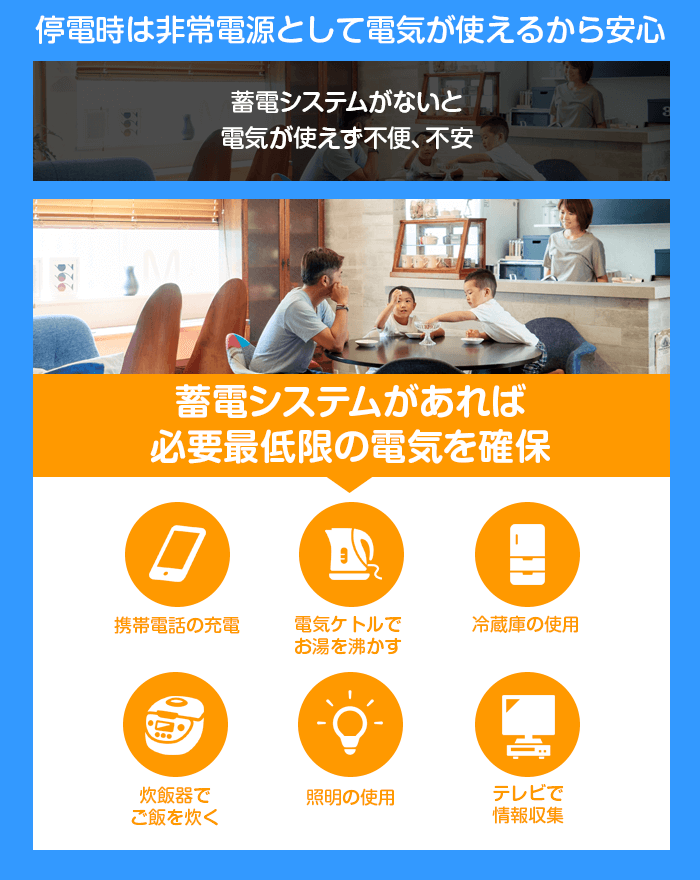 停電時は非常電源として電気が使えるから安心
蓄電システムがないと
電気が使えず不便、不安
蓄電システムがあれば
必要最低限の電気を確保
携帯電話の充電
電気ケトルで
お湯を沸かす
冷蔵庫の使用
炊飯器で
ご飯を炊く
照明の使用
テレビで
情報収集